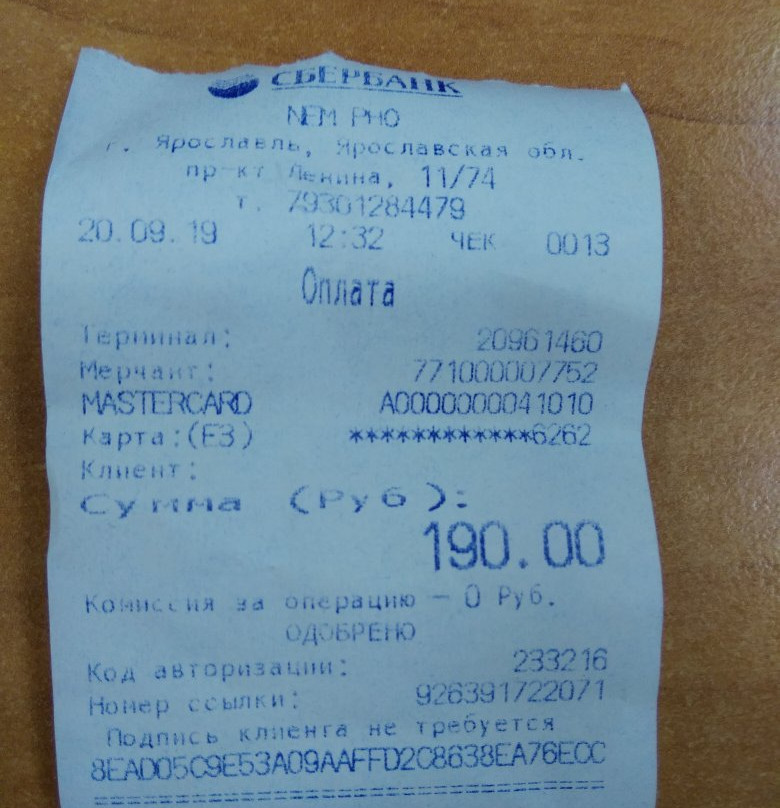 СБЕРБАНК
NEM PHO
г. Ярославль, Ярославская обл.
пр-кт Ленина, 11/74
т. 79301284479
20.09.19 12:32 ЧЕК 0013
Оплата
Терминал: 20961460
Мерчант: 771000007752
MASTERCARD A0000000041010
Карта:(E3) ************6262
Клиент:
Сумма (Руб):
190.00
Комиссия за операцию – 0 Руб.
ОДОБРЕНО
Код авторизации: 233216
Номер ссылки: 926391722071
Подпись клиента не требуется
8EAD05C9E53A09AAFFD2C8638EA76ECC